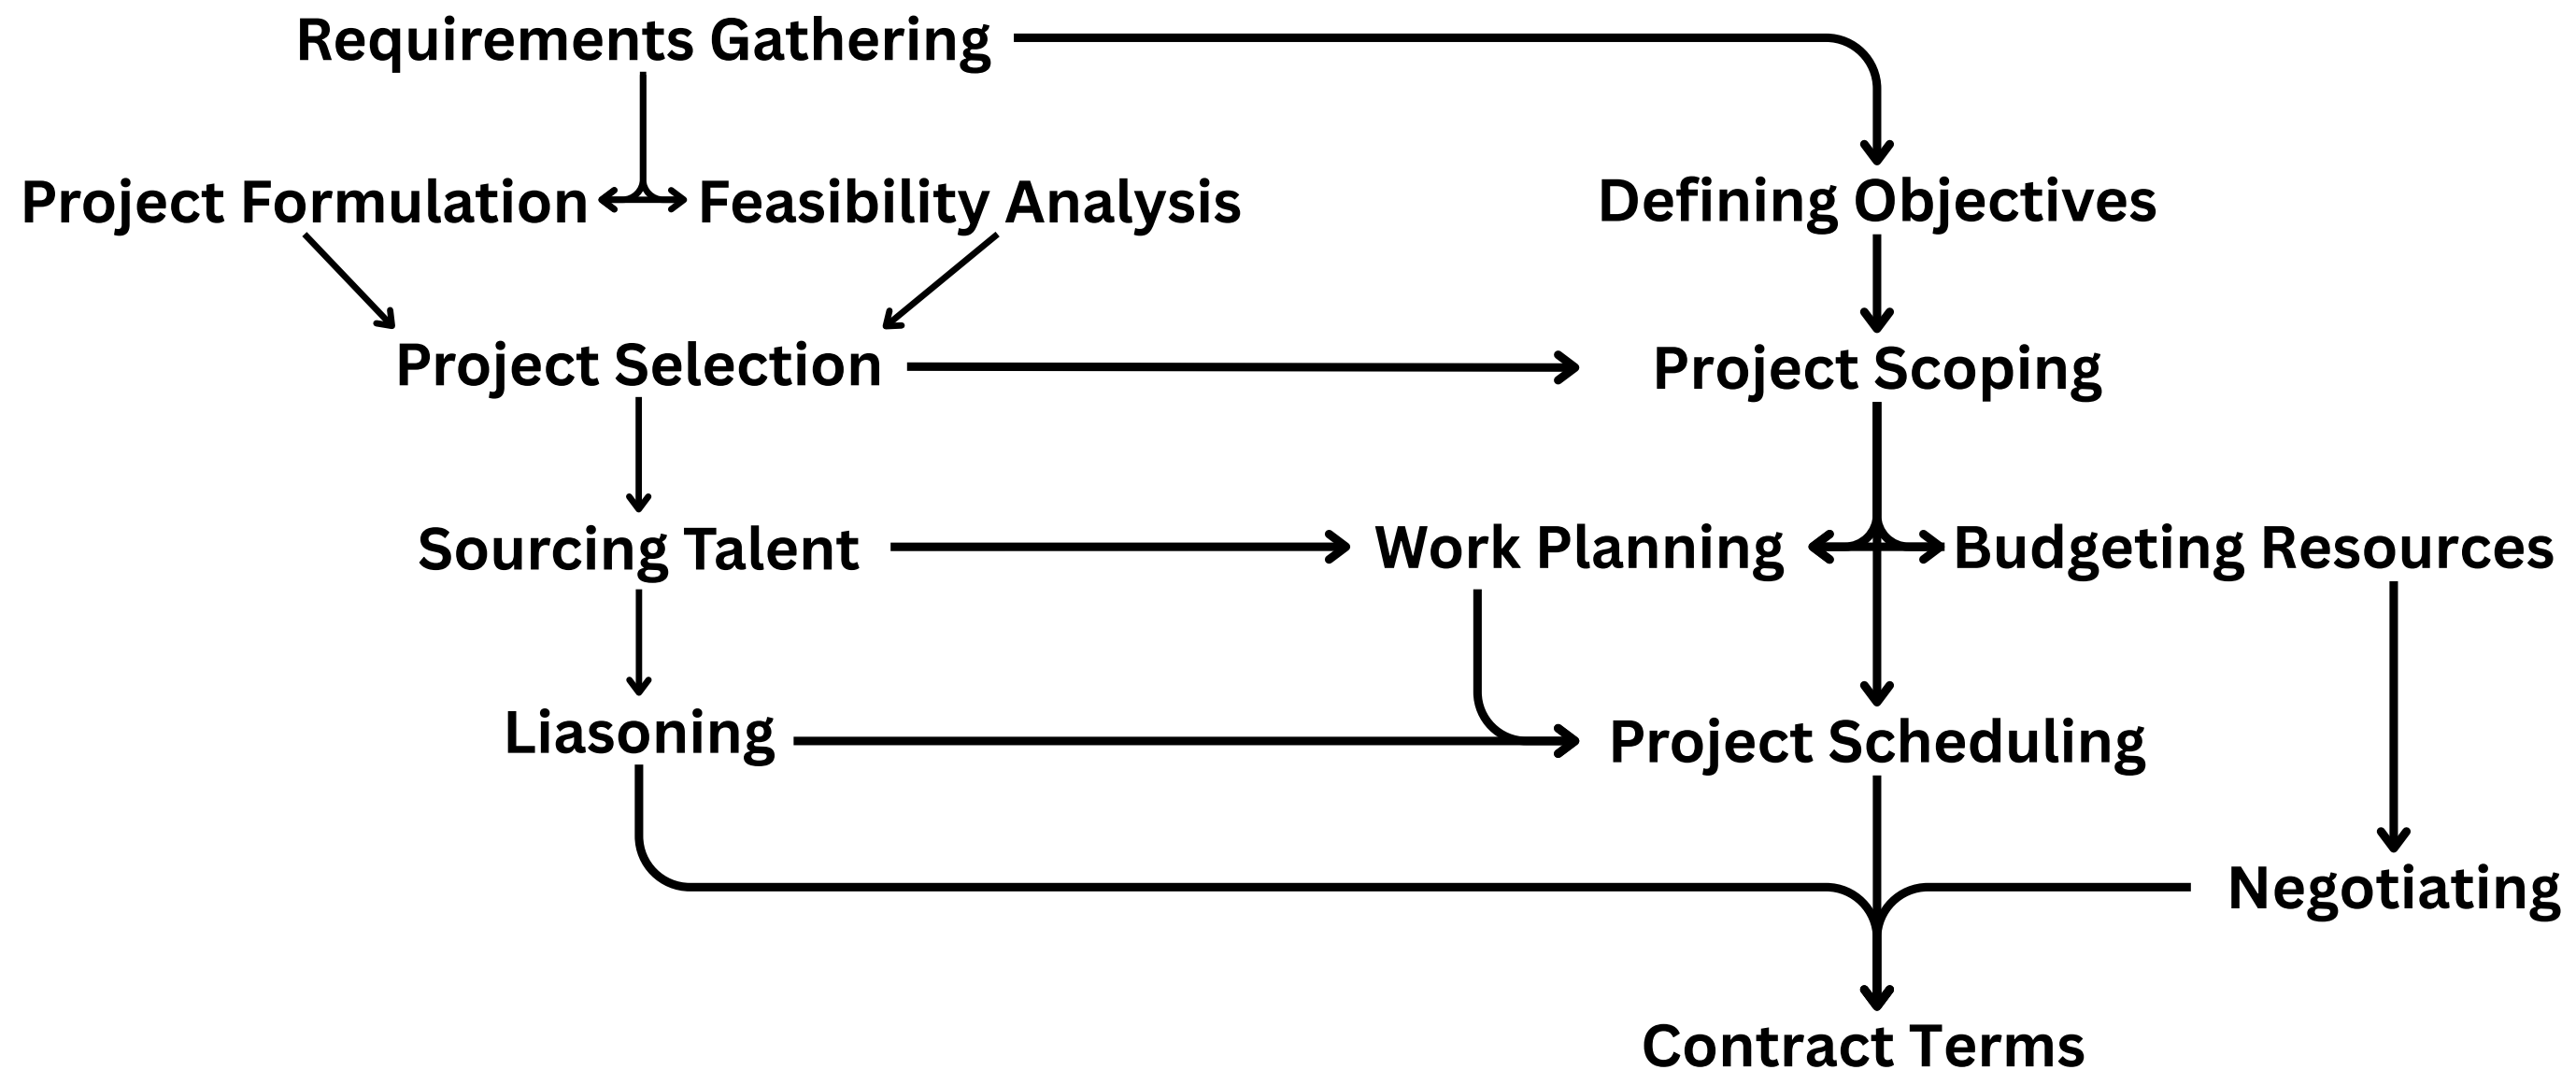 Requirements Gathering
Project Formulation
Feasibility Analysis
Defining Objectives
Project Selection
Project Scoping
Sourcing Talent
Work Planning
Budgeting Resources
Liasoning
Project Scheduling
Negotiating
Contract Terms